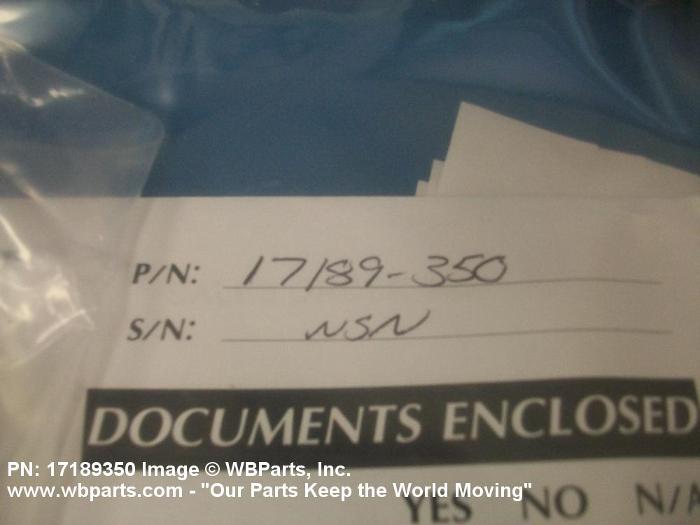 P/N: 17189-350
S/N: NSN
DOCUMENTS ENCLOSED
PN: 17189350 Image © WBParts, Inc.
www.wbparts.com - "Our Parts Keep the World Moving"
YES NO N/A